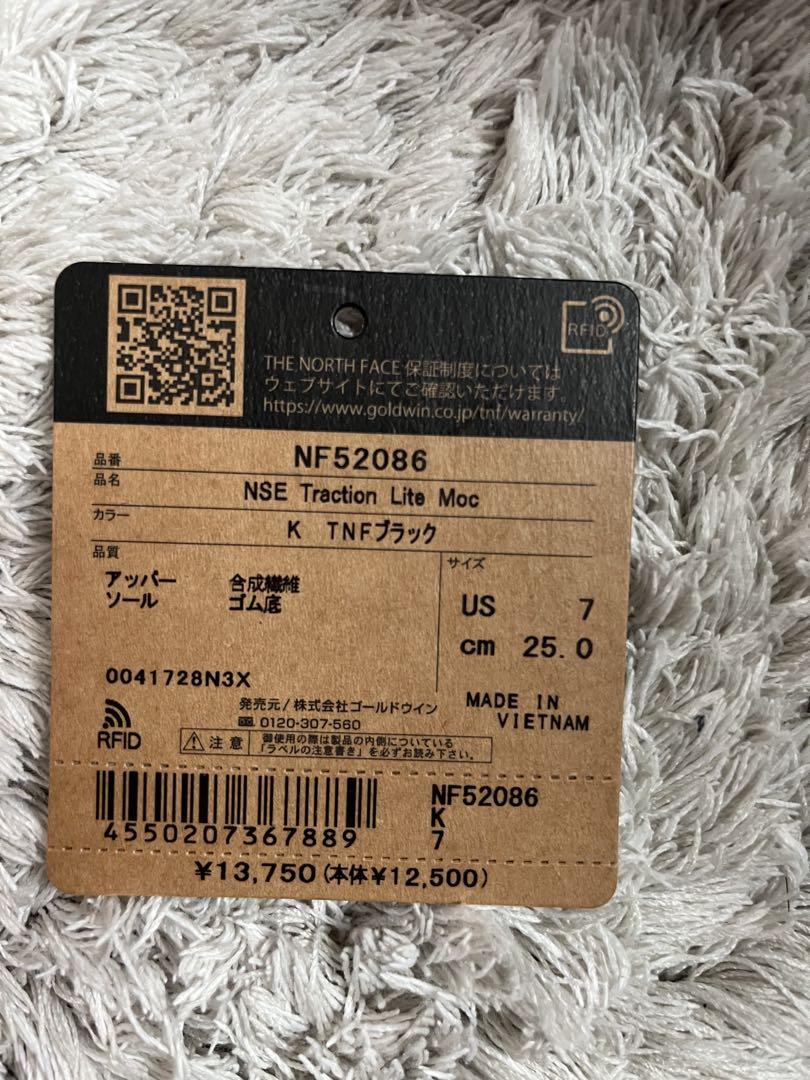 RFID
THE NORTH FACE 保証制度については
ウェブサイトにてご確認いただけます。
https://www.goldwin.co.jp/tnf/warranty/
品番 NF52086
品名 NSE Traction Lite Moc
カラー K TNFブラック
品質
アッパー 合成繊維
ソール ゴム底
サイズ
US 7
cm 25.0
0041728N3X
発売元/株式会社ゴールドウイン
0120-307-560
MADE IN
VIETNAM
RFID
注意
御使用の際は製品の内側についている
「ラベルの注意書き」を必ずお読み下さい。
4550207367889
NF52086
K
7
¥13,750(本体¥12,500)